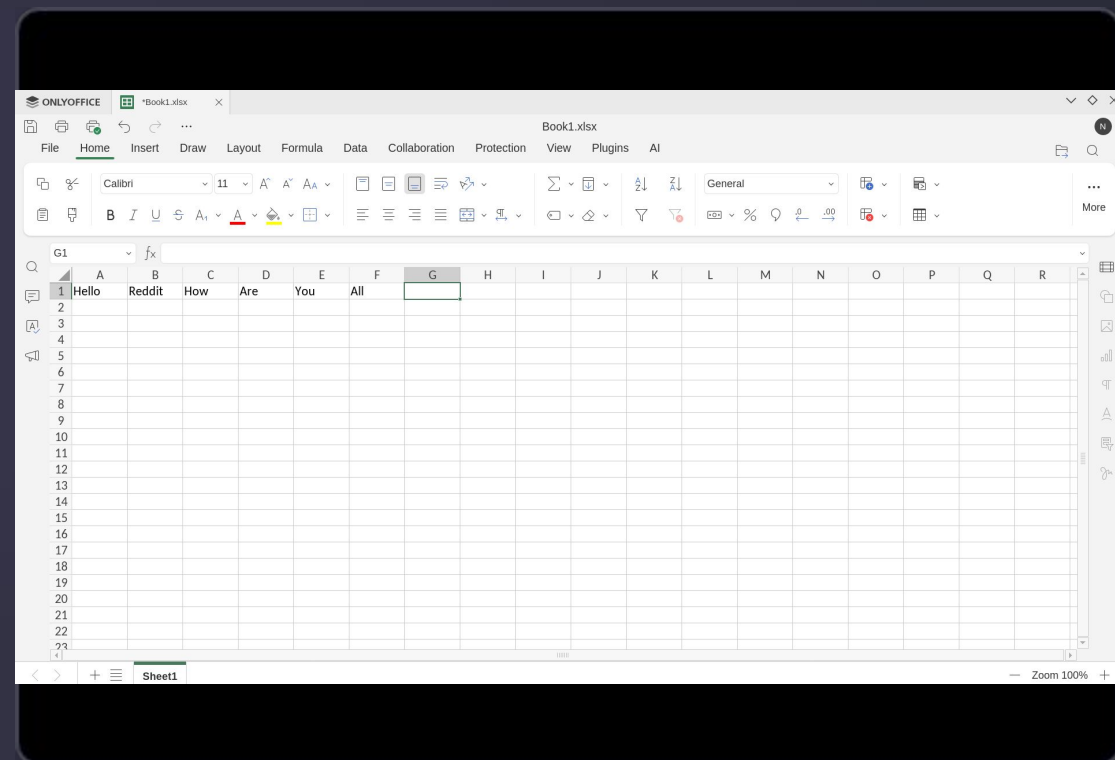 ONLYOFFICE *Book1.xlsx
Book1.xlsx N
File Home Insert Draw Layout Formula Data Collaboration Protection View Plugins AI
Calibri 11 General
More
G1 fx
A B C D E F G H I J K L M N O P Q R
1 Hello Reddit How Are You All
2
3
4
5
6
7
8
9
10
11
12
13
14
15
16
17
18
19
20
21
22
23
Sheet1 Zoom 100%